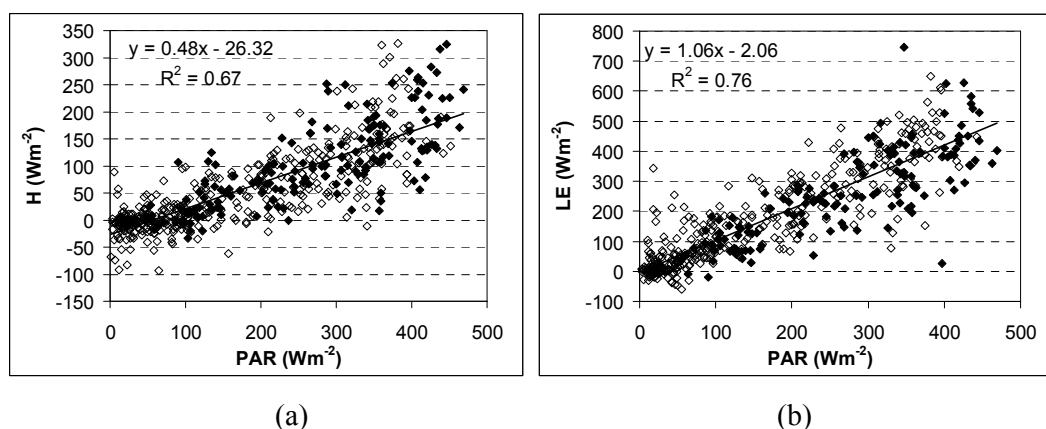 y = 0.48x - 26.32
R² = 0.67
350
300
250
200
150
100
50
0
-50
-100
-150
H (Wm⁻²)
0 100 200 300 400 500
PAR (Wm⁻²)
(a)
y = 1.06x - 2.06
R² = 0.76
800
700
600
500
400
300
200
100
0
-100
LE (Wm⁻²)
0 100 200 300 400 500
PAR (Wm⁻²)
(b)